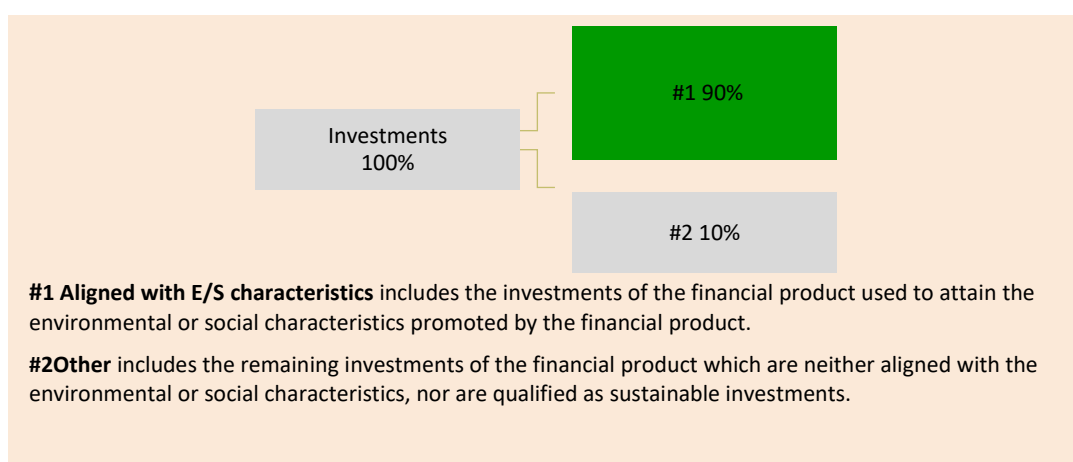 #1 90%
Investments
100%
#2 10%
#1 Aligned with E/S characteristics includes the investments of the financial product used to attain the
environmental or social characteristics promoted by the financial product.
#2Other includes the remaining investments of the financial product which are neither aligned with the
environmental or social characteristics, nor are qualified as sustainable investments.